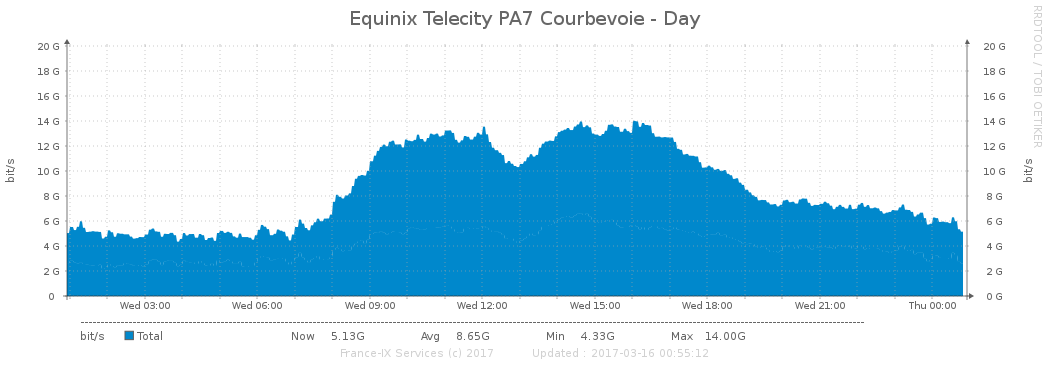 Equinix Telecity PA7 Courbevoie - Day
RRDTOOL / TOBI OETIKER
bit/s
bit/s
20 G 20 G
18 G 18 G
16 G 16 G
14 G 14 G
12 G 12 G
10 G 10 G
8 G 8 G
6 G 6 G
4 G 4 G
2 G 2 G
0 0 G
Wed 03:00 Wed 06:00 Wed 09:00 Wed 12:00 Wed 15:00 Wed 18:00 Wed 21:00 Thu 00:00
bit/s Total Now 5.13G Avg 8.65G Min 4.33G Max 14.00G
France-IX Services (c) 2017 Updated : 2017-03-16 00:55:12